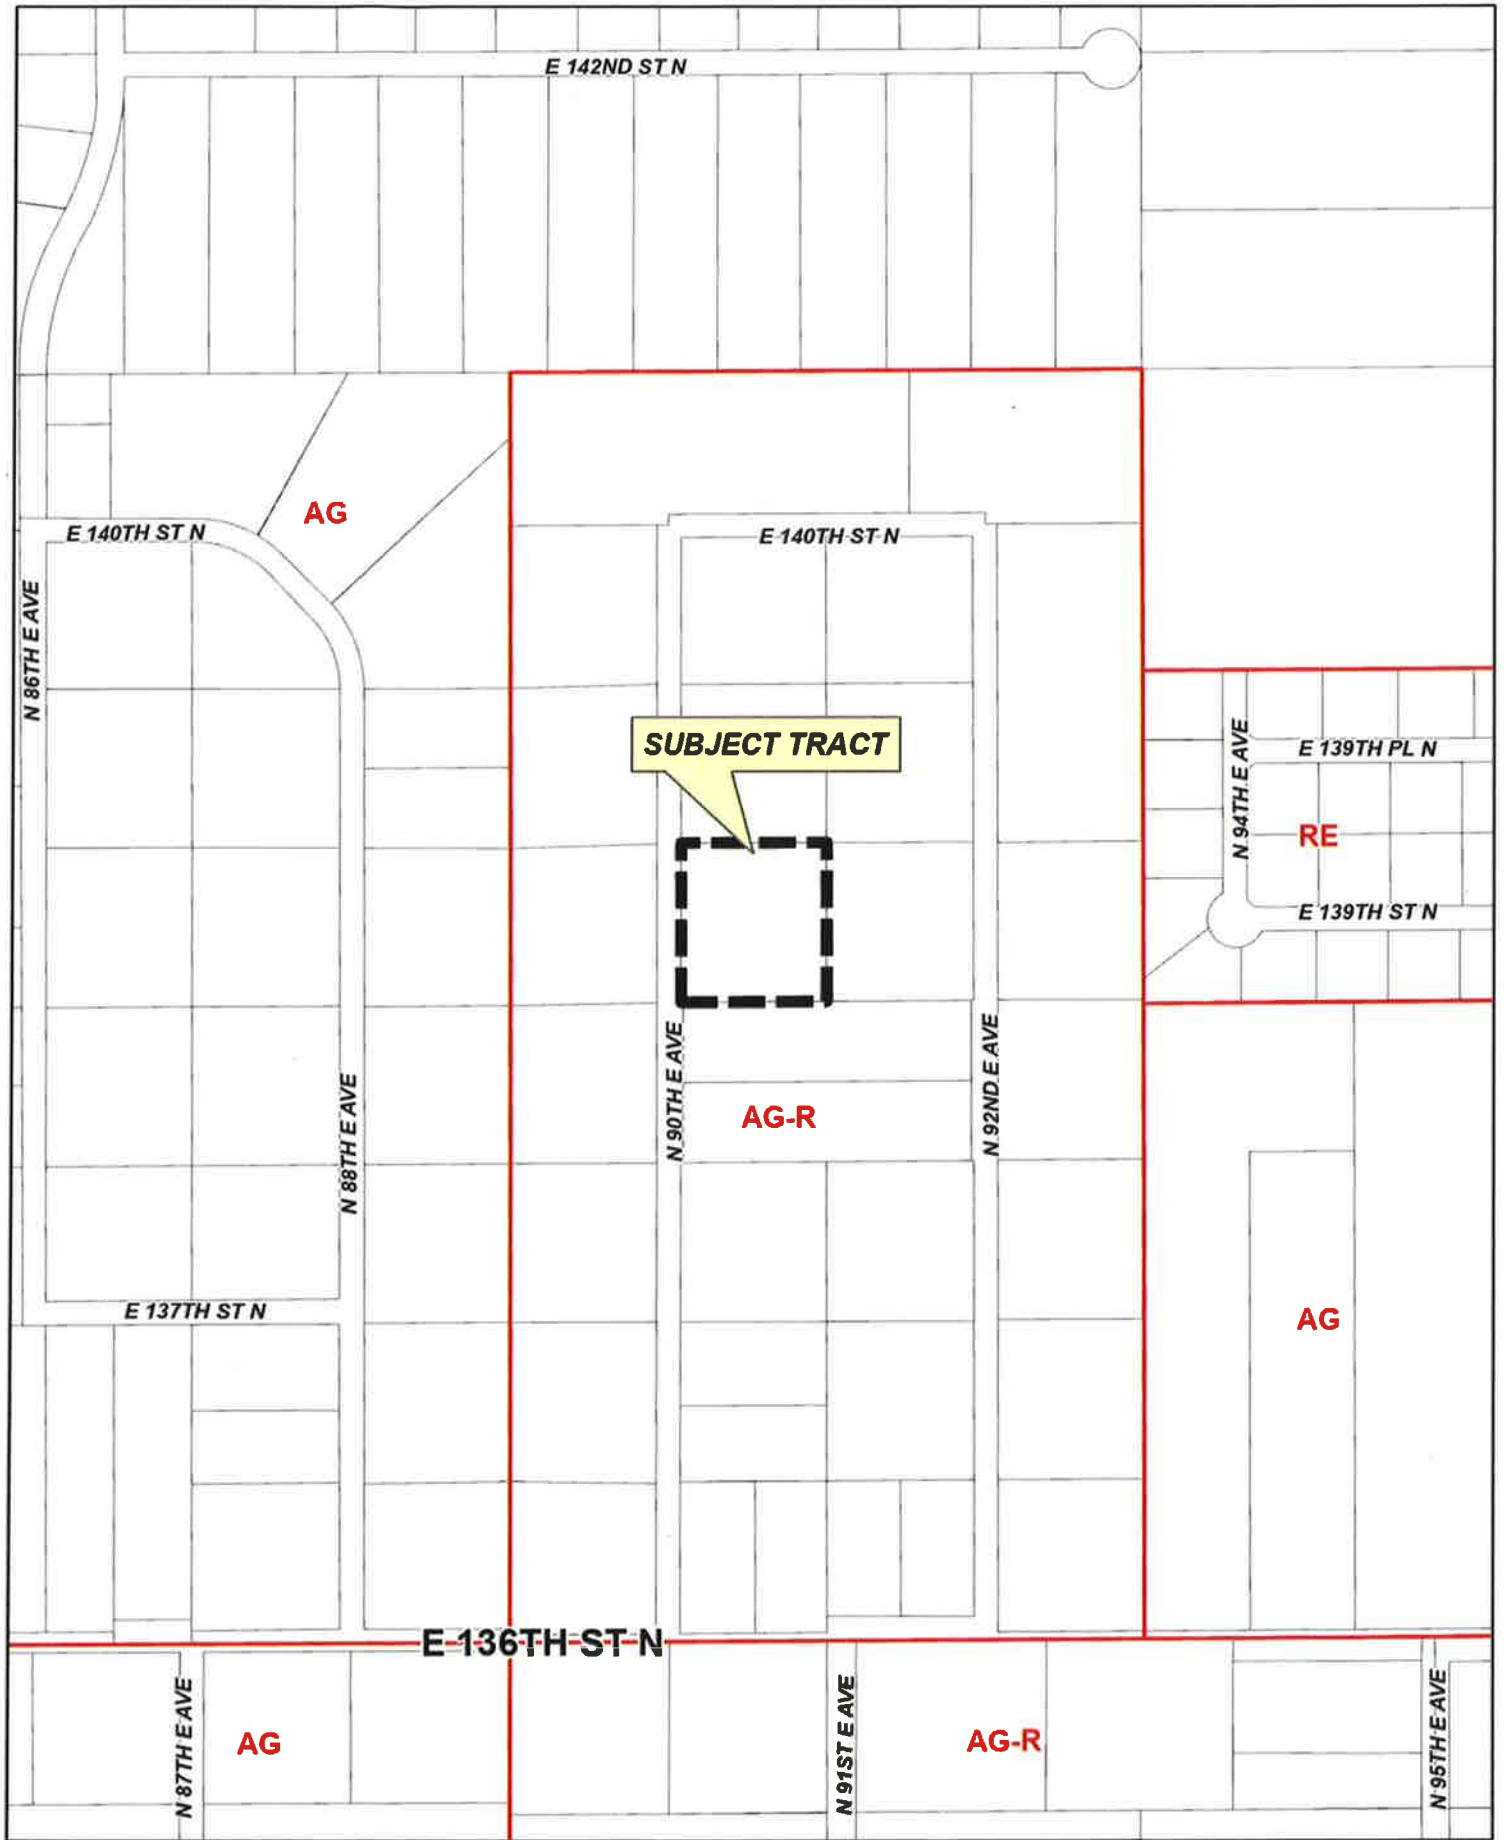 E 142ND ST N
AG
E 140TH ST N
E 140TH ST N
N 86TH E AVE
SUBJECT TRACT
N 94TH E AVE
E 139TH PL N
RE
E 139TH ST N
N 90TH E AVE
N 92ND E AVE
AG-R
N 88TH E AVE
E 137TH ST N
AG
E 136TH ST N
N 87TH E AVE
AG
N 91ST E AVE
AG-R
N 95TH E AVE